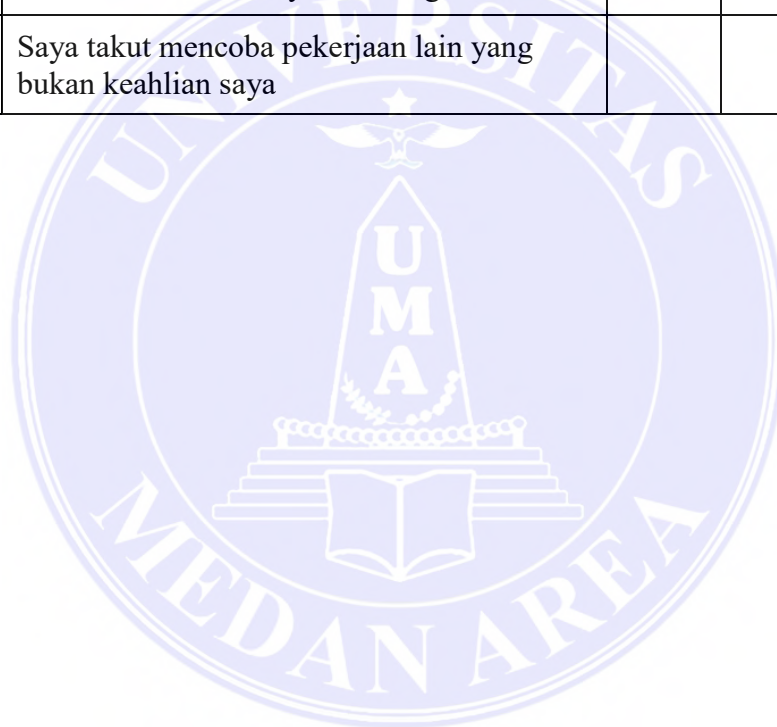 Saya takut mencoba pekerjaan lain yang
bukan keahlian saya
UNIVERSITAS
U
M
A
MEDAN AREA